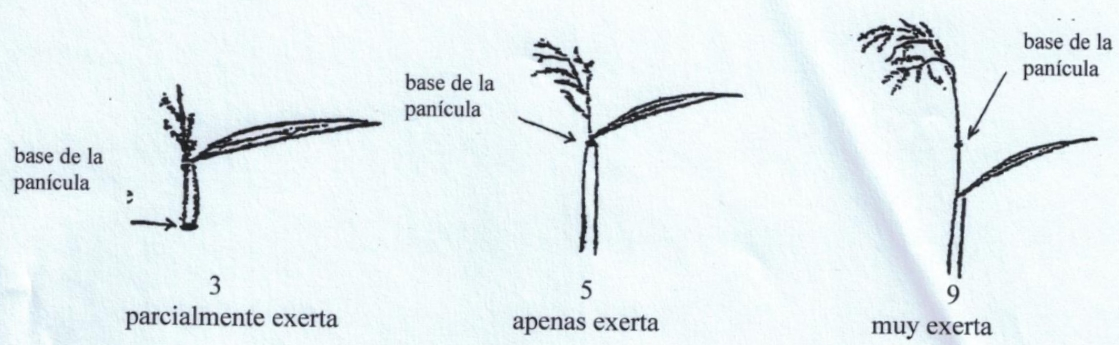 base de la
panícula
3
parcialmente exerta
base de la
panícula
5
apenas exerta
base de la
panícula
9
muy exerta